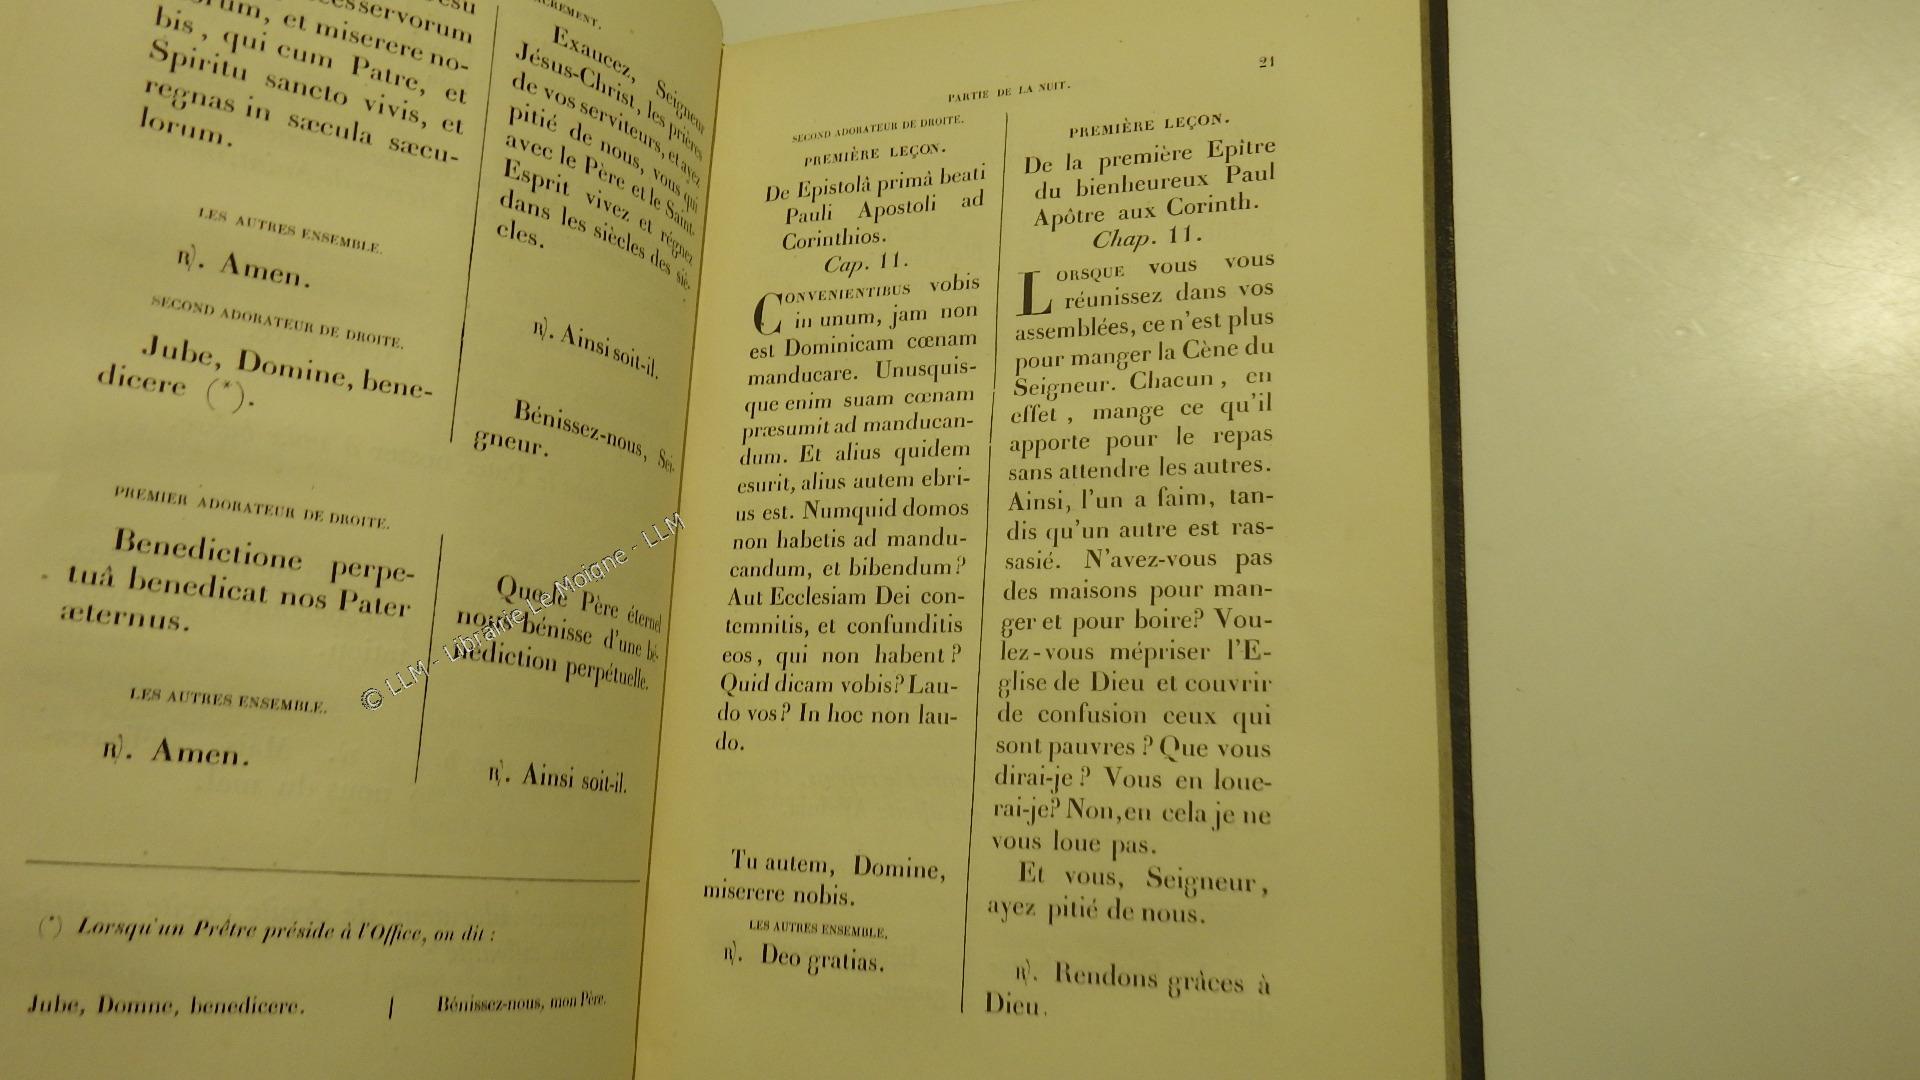 SACREMENT.
rum, et miserere no-
bis, qui cum Patre, et
Spiritu sancto vivis, et
regnas in sæcula sæcu-
lorum.
LES AUTRES ENSEMBLE.
℟. Amen.
SECOND ADORATEUR DE DROITE.
Jube, Domine, bene-
dicere (*).
PREMIER ADORATEUR DE DROITE.
Benedictione perpe-
tuâ benedicat nos Pater
æternus.
LES AUTRES ENSEMBLE.
℟. Amen.
Exaucez, Seigneur
Jésus-Christ, les prières
de vos serviteurs, et ayez
pitié de nous, vous qui
avec le Père et le Saint-
Esprit vivez et régnez
dans les siècles des siè-
cles.
℟. Ainsi soit-il.
Bénissez-nous, Sei-
gneur.
Que le Père éternel
nous bénisse d'une bé-
nédiction perpétuelle.
℟. Ainsi soit-il.
(*) Lorsqu'un Prêtre préside à l'Office, on dit :
Jube, Domne, benedicere. | Bénissez-nous, mon Père.
© LLM - Librairie Le Moigne - LLM
PARTIE DE LA NUIT. 21
SECOND ADORATEUR DE DROITE.
PREMIÈRE LEÇON.
De Epistolâ primâ beati
Pauli Apostoli ad
Corinthios.
Cap. 11.
CONVENIENTIBUS vobis
in unum, jam non
est Dominicam cœnam
manducare. Unusquis-
que enim suam cœnam
præsumit ad manducan-
dum. Et alius quidem
esurit, alius autem ebri-
us est. Numquid domos
non habetis ad mandu-
candum, et bibendum?
Aut Ecclesiam Dei con-
temnitis, et confunditis
eos, qui non habent?
Quid dicam vobis? Lau-
do vos? In hoc non lau-
do.
Tu autem, Domine,
miserere nobis.
LES AUTRES ENSEMBLE.
℟. Deo gratias.
PREMIÈRE LEÇON.
De la première Epître
du bienheureux Paul
Apôtre aux Corinth.
Chap. 11.
LORSQUE vous vous
réunissez dans vos
assemblées, ce n'est plus
pour manger la Cène du
Seigneur. Chacun, en
effet, mange ce qu'il
apporte pour le repas
sans attendre les autres.
Ainsi, l'un a faim, tan-
dis qu'un autre est ras-
sasié. N'avez-vous pas
des maisons pour man-
ger et pour boire? Vou-
lez-vous mépriser l'E-
glise de Dieu et couvrir
de confusion ceux qui
sont pauvres? Que vous
dirai-je? Vous en loue-
rai-je? Non, en cela je ne
vous loue pas.
Et vous, Seigneur,
ayez pitié de nous.
℟. Rendons grâces à
Dieu.